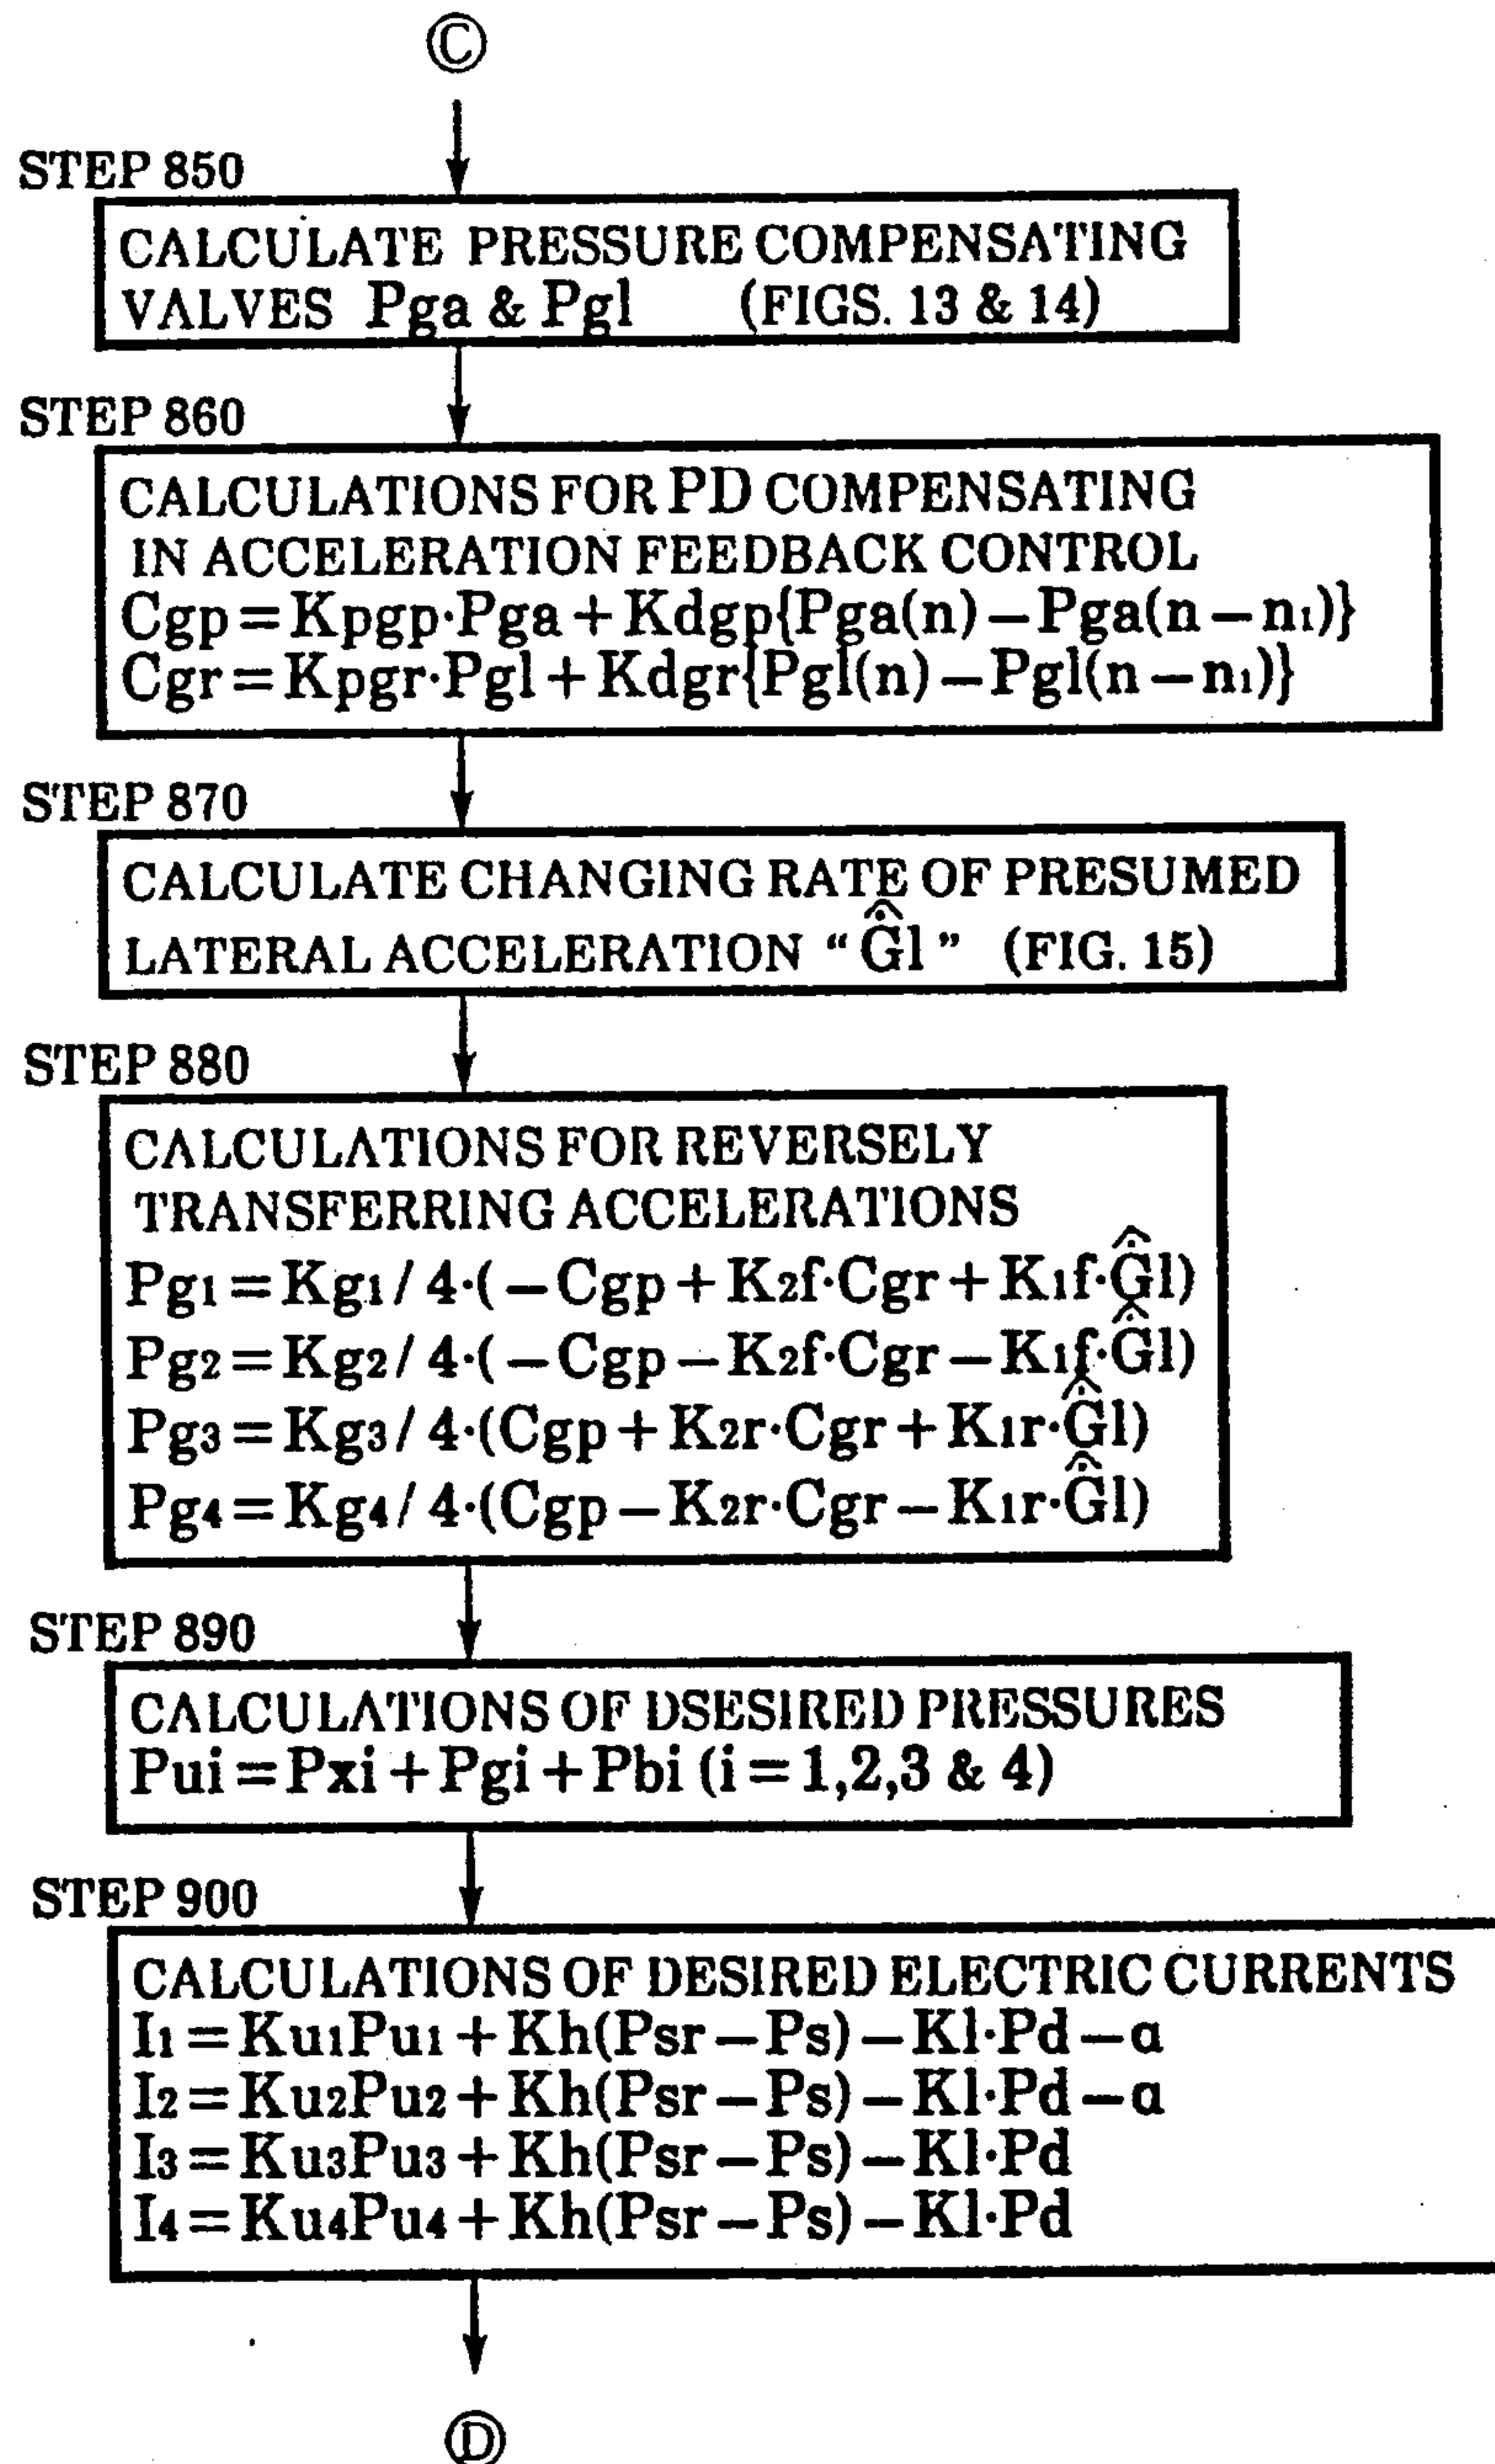 Ⓒ
STEP 850
CALCULATE PRESSURE COMPENSATING
VALVES Pga & Pgl (FIGS. 13 & 14)
STEP 860
CALCULATIONS FOR PD COMPENSATING
IN ACCELERATION FEEDBACK CONTROL
Cgp=Kpgp·Pga+Kdgp{Pga(n)−Pga(n−n₁)}
Cgr=Kpgr·Pgl+Kdgr{Pgl(n)−Pgl(n−n₁)}
STEP 870
CALCULATE CHANGING RATE OF PRESUMED
LATERAL ACCELERATION “Ġ̂l” (FIG. 15)
STEP 880
CALCULATIONS FOR REVERSELY
TRANSFERRING ACCELERATIONS
Pg₁=Kg₁/4·(−Cgp+K₂f·Cgr+K₁f·Ġ̂l)
Pg₂=Kg₂/4·(−Cgp−K₂f·Cgr−K₁f·Ġ̂l)
Pg₃=Kg₃/4·(Cgp+K₂r·Cgr+K₁r·Ġ̂l)
Pg₄=Kg₄/4·(Cgp−K₂r·Cgr−K₁r·Ġ̂l)
STEP 890
CALCULATIONS OF DSESIRED PRESSURES
Pui=Pxi+Pgi+Pbi (i=1,2,3 & 4)
STEP 900
CALCULATIONS OF DESIRED ELECTRIC CURRENTS
I₁=Ku₁Pu₁+Kh(Psr−Ps)−Kl·Pd−α
I₂=Ku₂Pu₂+Kh(Psr−Ps)−Kl·Pd−α
I₃=Ku₃Pu₃+Kh(Psr−Ps)−Kl·Pd
I₄=Ku₄Pu₄+Kh(Psr−Ps)−Kl·Pd
Ⓓ